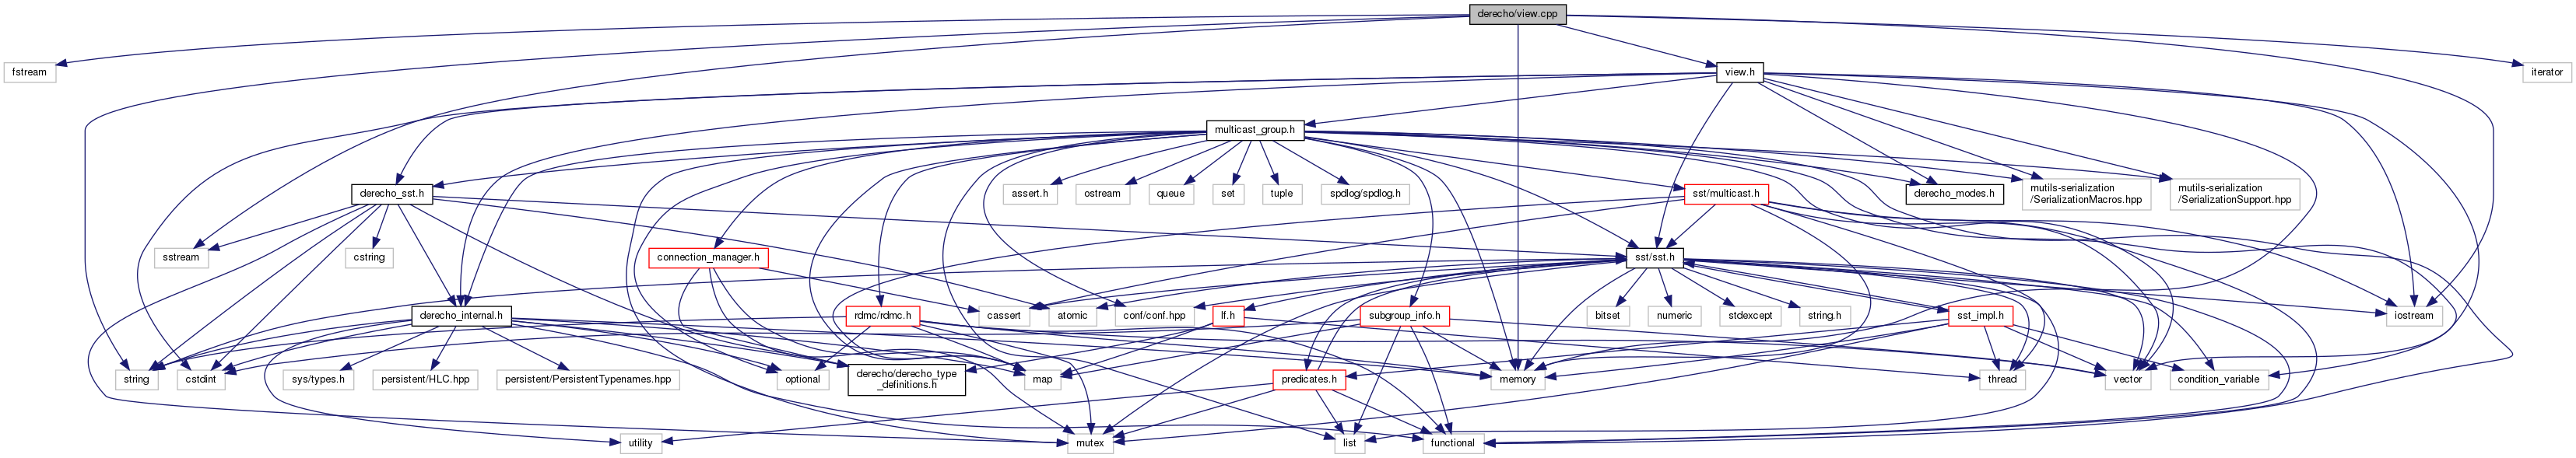 derecho/view.cpp
fstream
view.h
iterator
multicast_group.h
derecho_sst.h
assert.h
ostream
queue
set
tuple
spdlog/spdlog.h
sst/multicast.h
derecho_modes.h
mutils-serialization
/SerializationMacros.hpp
mutils-serialization
/SerializationSupport.hpp
sstream
cstring
connection_manager.h
sst/sst.h
derecho_internal.h
rdmc/rdmc.h
cassert
atomic
conf/conf.hpp
lf.h
subgroup_info.h
bitset
numeric
stdexcept
string.h
sst_impl.h
iostream
string
cstdint
sys/types.h
persistent/HLC.hpp
persistent/PersistentTypenames.hpp
optional
derecho/derecho_type
_definitions.h
map
predicates.h
memory
thread
vector
condition_variable
utility
mutex
list
functional